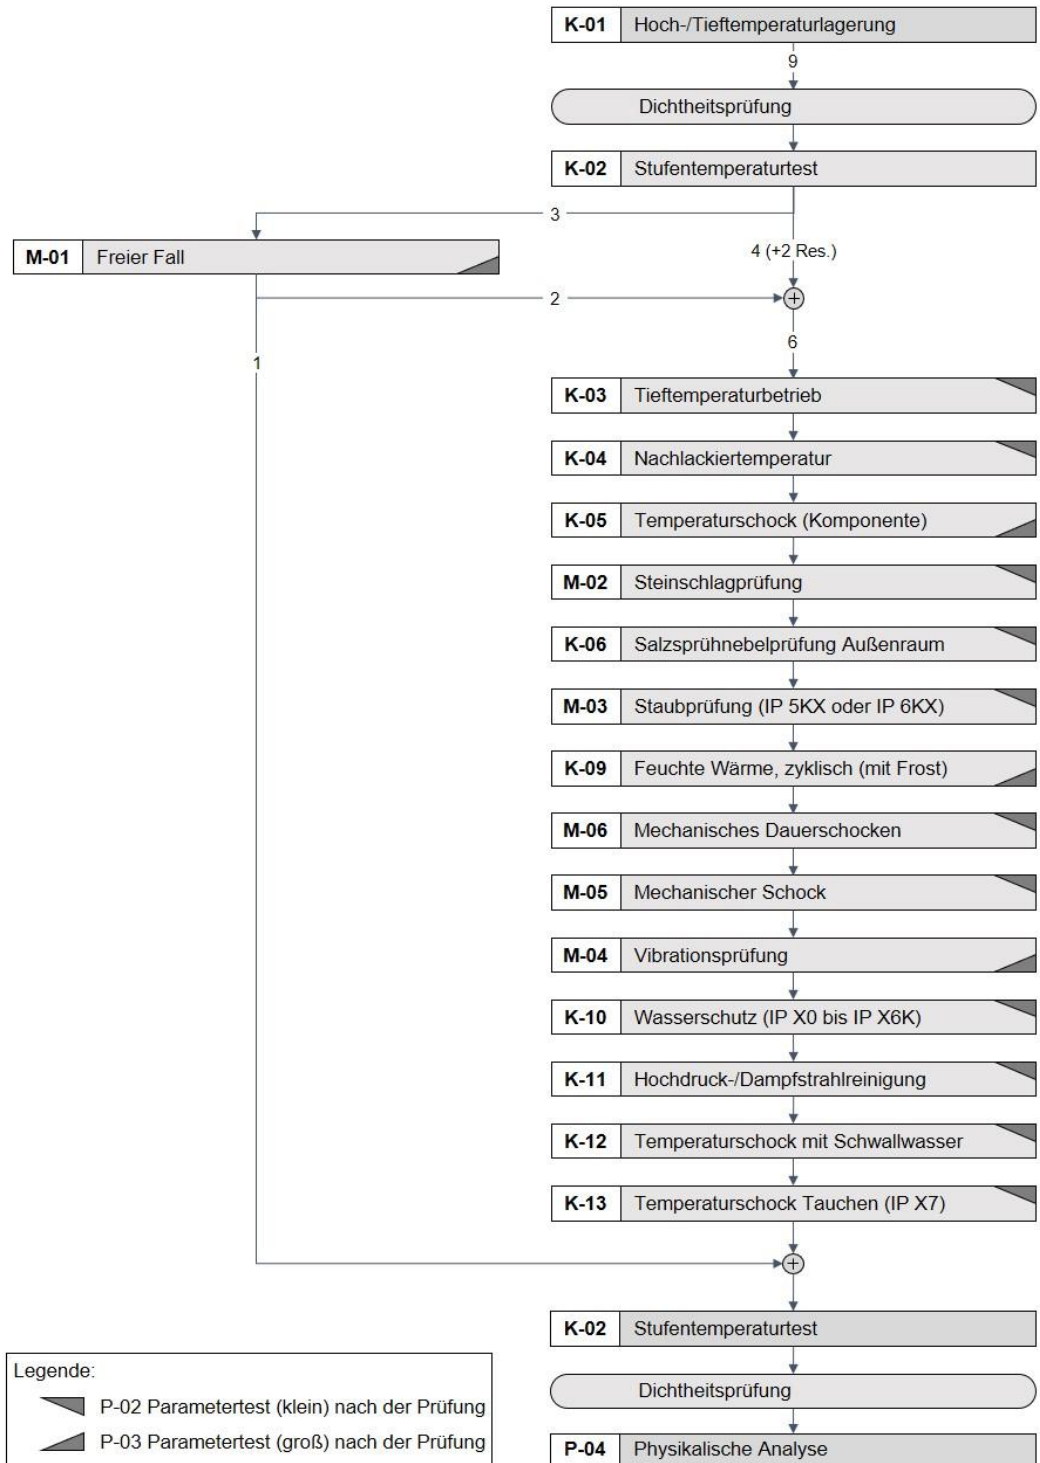 K-01 Hoch-/Tieftemperaturlagerung
9
Dichtheitsprüfung
K-02 Stufentemperaturtest
3
M-01 Freier Fall
4 (+2 Res.)
2
6
1
K-03 Tieftemperaturbetrieb
K-04 Nachlackiertemperatur
K-05 Temperaturschock (Komponente)
M-02 Steinschlagprüfung
K-06 Salzsprühnebelprüfung Außenraum
M-03 Staubprüfung (IP 5KX oder IP 6KX)
K-09 Feuchte Wärme, zyklisch (mit Frost)
M-06 Mechanisches Dauerschocken
M-05 Mechanischer Schock
M-04 Vibrationsprüfung
K-10 Wasserschutz (IP X0 bis IP X6K)
K-11 Hochdruck-/Dampfstrahlreinigung
K-12 Temperaturschock mit Schwallwasser
K-13 Temperaturschock Tauchen (IP X7)
K-02 Stufentemperaturtest
Dichtheitsprüfung
P-04 Physikalische Analyse
Legende:
P-02 Parametertest (klein) nach der Prüfung
P-03 Parametertest (groß) nach der Prüfung